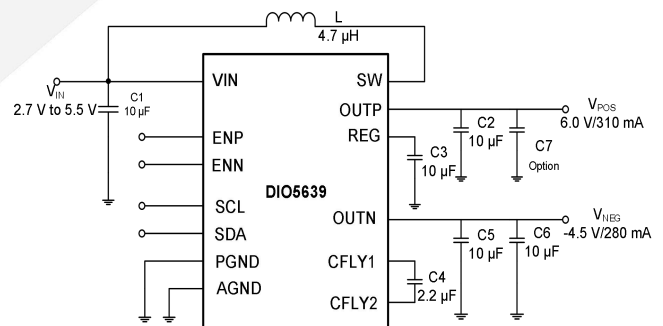 L
4.7 μH
VIN
2.7 V to 5.5 V
C1
10 μF
VIN
SW
OUTP
ENP
REG
ENN
DIO5639
SCL
OUTN
SDA
PGND
CFLY1
AGND
CFLY2
C2
10 μF
C7
Option
VPOS
6.0 V/310 mA
C3
10 μF
VNEG
-4.5 V/280 mA
C5
10 μF
C6
10 μF
C4
2.2 μF